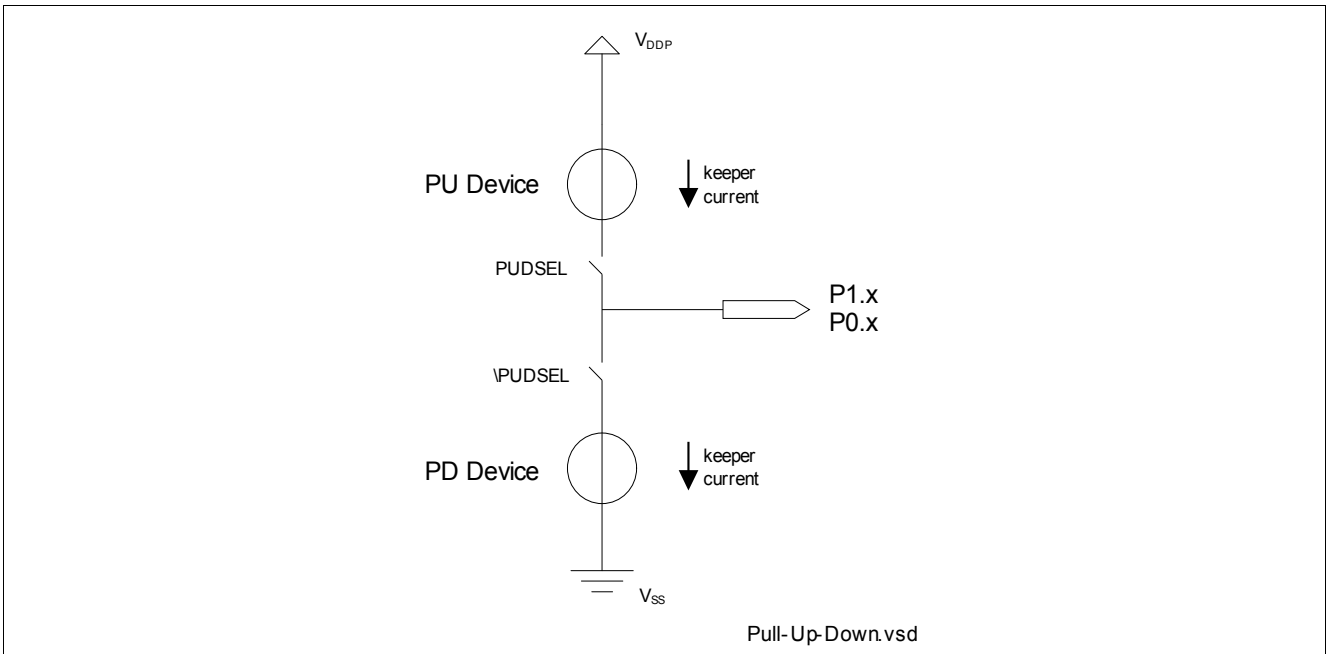 VDDP
PU Device
keeper
current
PUDSEL
P1.x
P0.x
\PUDSEL
PD Device
keeper
current
VSS
Pull-Up-Down.vsd